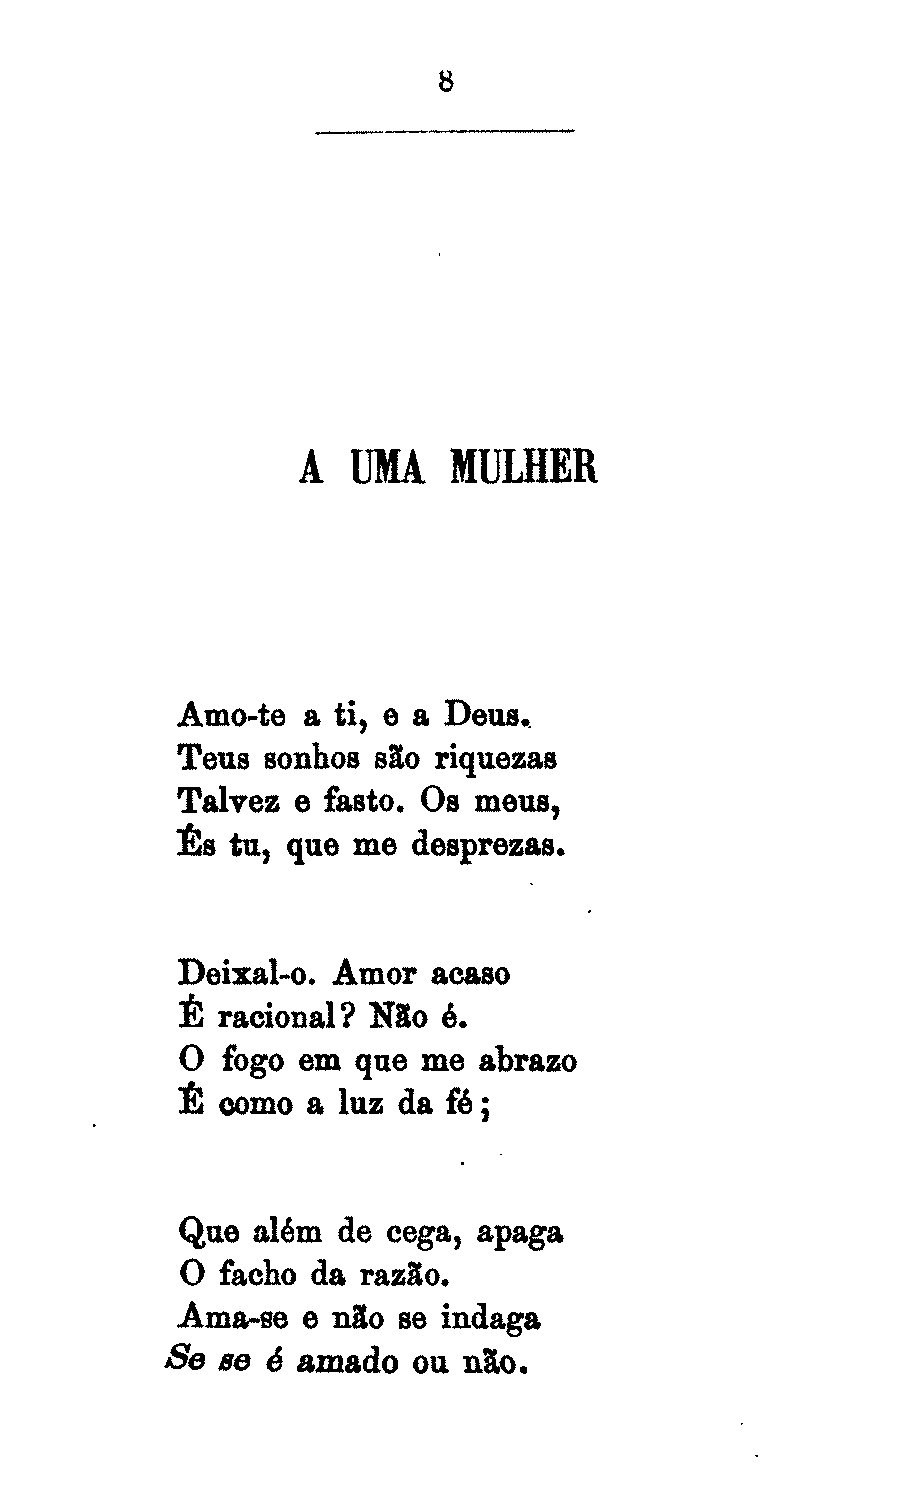 8
A UMA MULHER
Amo-te a ti, e a Deus.
Teus sonhos são riquezas
Talvez e fasto. Os meus,
És tu, que me desprezas.
Deixal-o. Amor acaso
É racional? Não é.
O fogo em que me abrazo
É como a luz da fé;
Que além de cega, apaga
O facho da razão.
Ama-se e não se indaga
Se se é amado ou não.